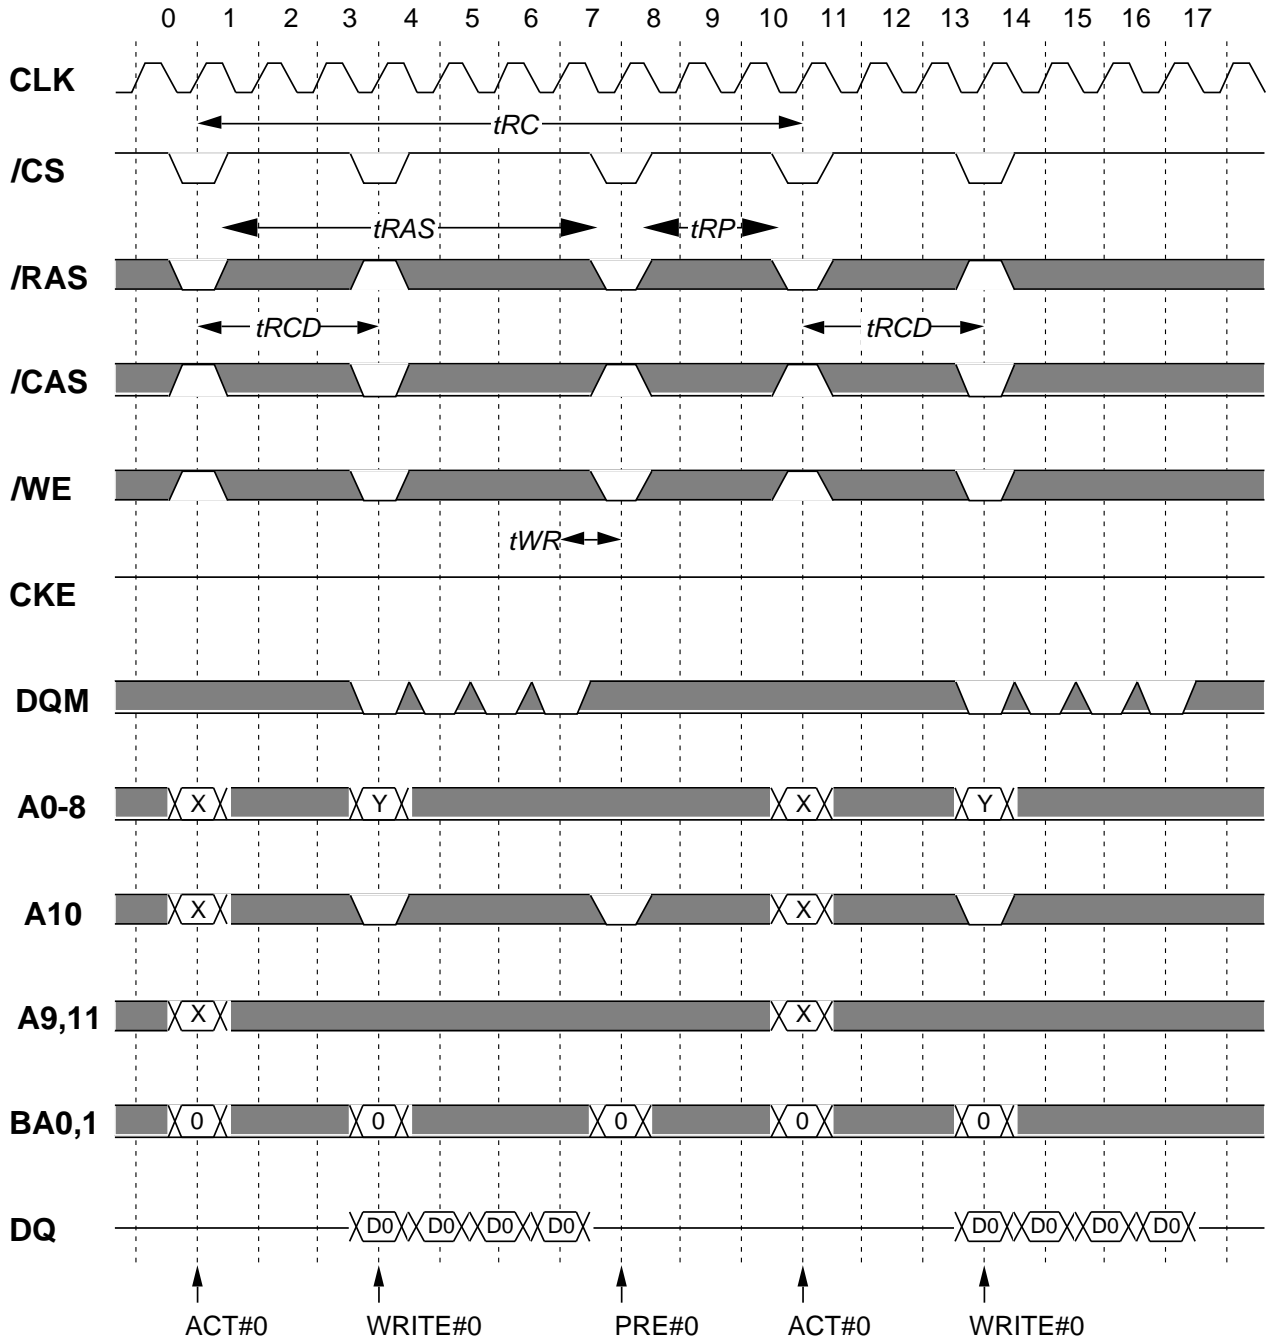 0 1 2 3 4 5 6 7 8 9 10 11 12 13 14 15 16 17
CLK
tRC
/CS
tRAS tRP
/RAS
tRCD tRCD
/CAS
/WE
tWR
CKE
DQM
A0-8 X Y X Y
A10 X X
A9,11 X X
BA0,1 0 0 0 0 0
DQ D0 D0 D0 D0 D0 D0 D0 D0
ACT#0 WRITE#0 PRE#0 ACT#0 WRITE#0